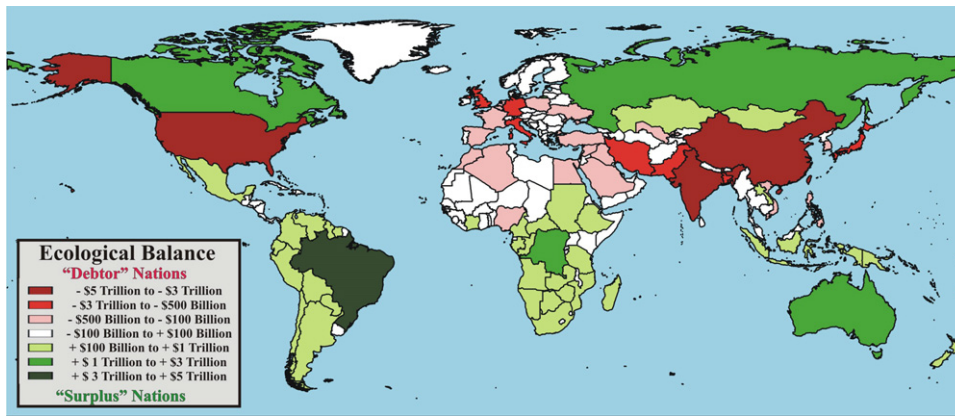 Ecological Balance
“Debtor” Nations
- $5 Trillion to - $3 Trillion
- $3 Trillion to - $500 Billion
- $500 Billion to - $100 Billion
- $100 Billion to + $100 Billion
+ $100 Billion to + $1 Trillion
+ $ 1 Trillion to + $3 Trillion
+ $ 3 Trillion to + $5 Trillion
“Surplus” Nations